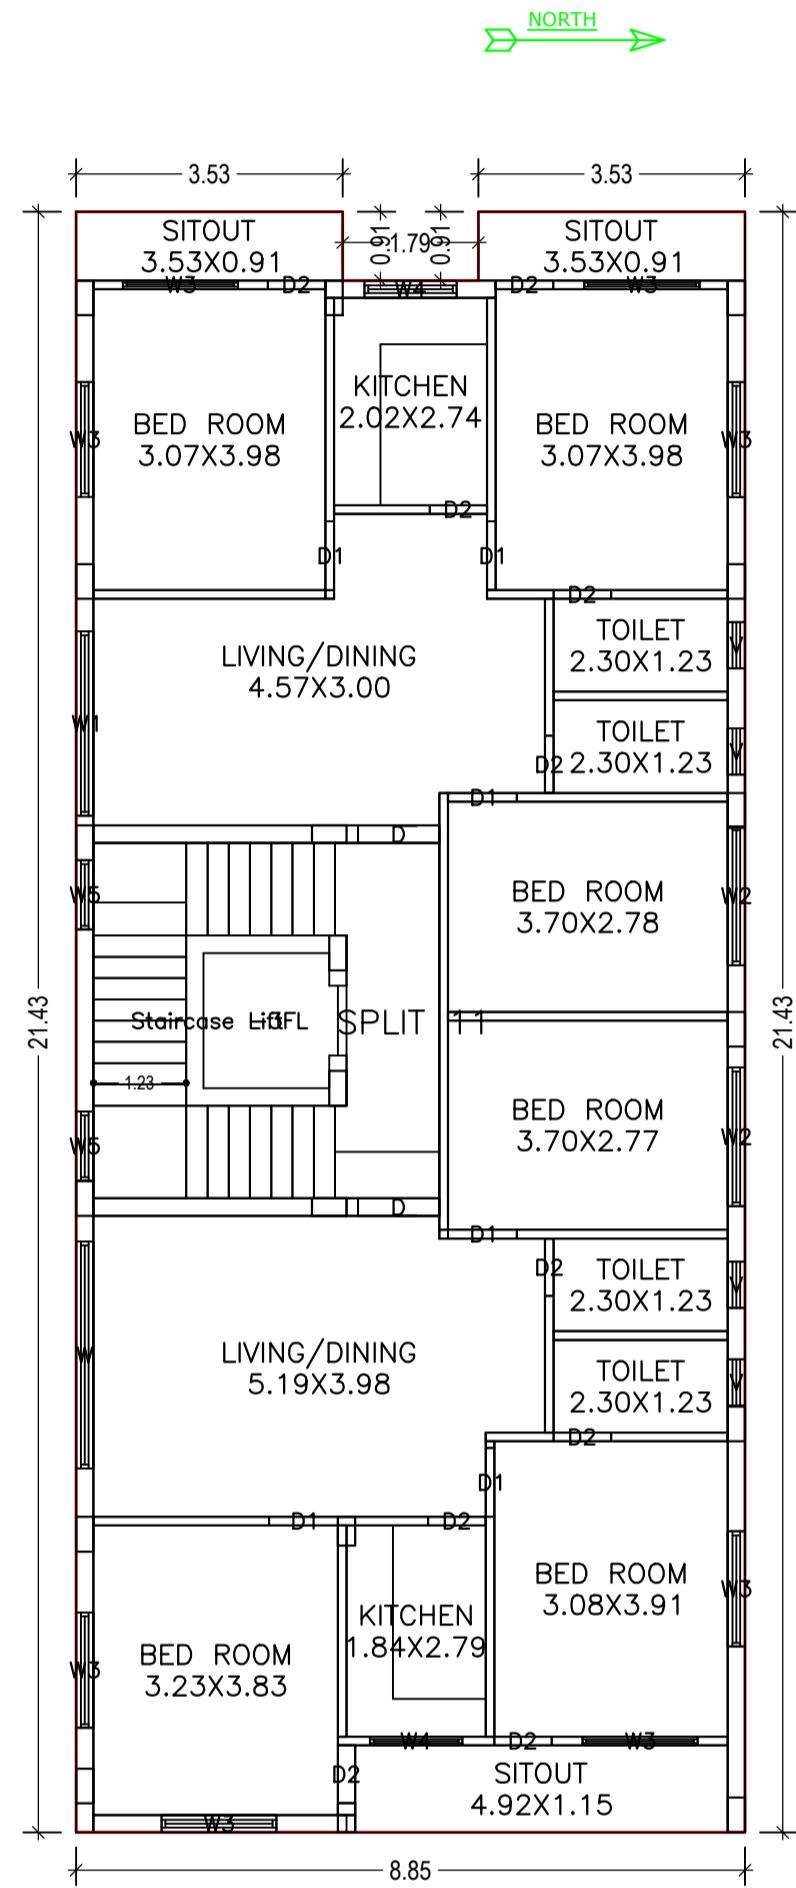 NORTH
3.53
3.53
SITOUT
3.53X0.91
0.91
1.79
0.91
SITOUT
3.53X0.91
W3
D2
W4
D2
W3
KITCHEN
2.02X2.74
BED ROOM
3.07X3.98
BED ROOM
3.07X3.98
W3
W3
D2
D1
D1
D2
TOILET
2.30X1.23
V
LIVING/DINING
4.57X3.00
W1
TOILET
2.30X1.23
V
D2
D1
D
BED ROOM
3.70X2.78
W5
W2
21.43
21.43
Staircase
Lift
FL
SPLIT 11
1.23
BED ROOM
3.70X2.77
W5
W2
D
D1
D2
TOILET
2.30X1.23
V
LIVING/DINING
5.19X3.98
W
TOILET
2.30X1.23
V
D2
D1
D1
D2
BED ROOM
3.08X3.91
W3
KITCHEN
1.84X2.79
BED ROOM
3.23X3.83
W3
W4
D2
W3
D2
SITOUT
4.92X1.15
W3
8.85